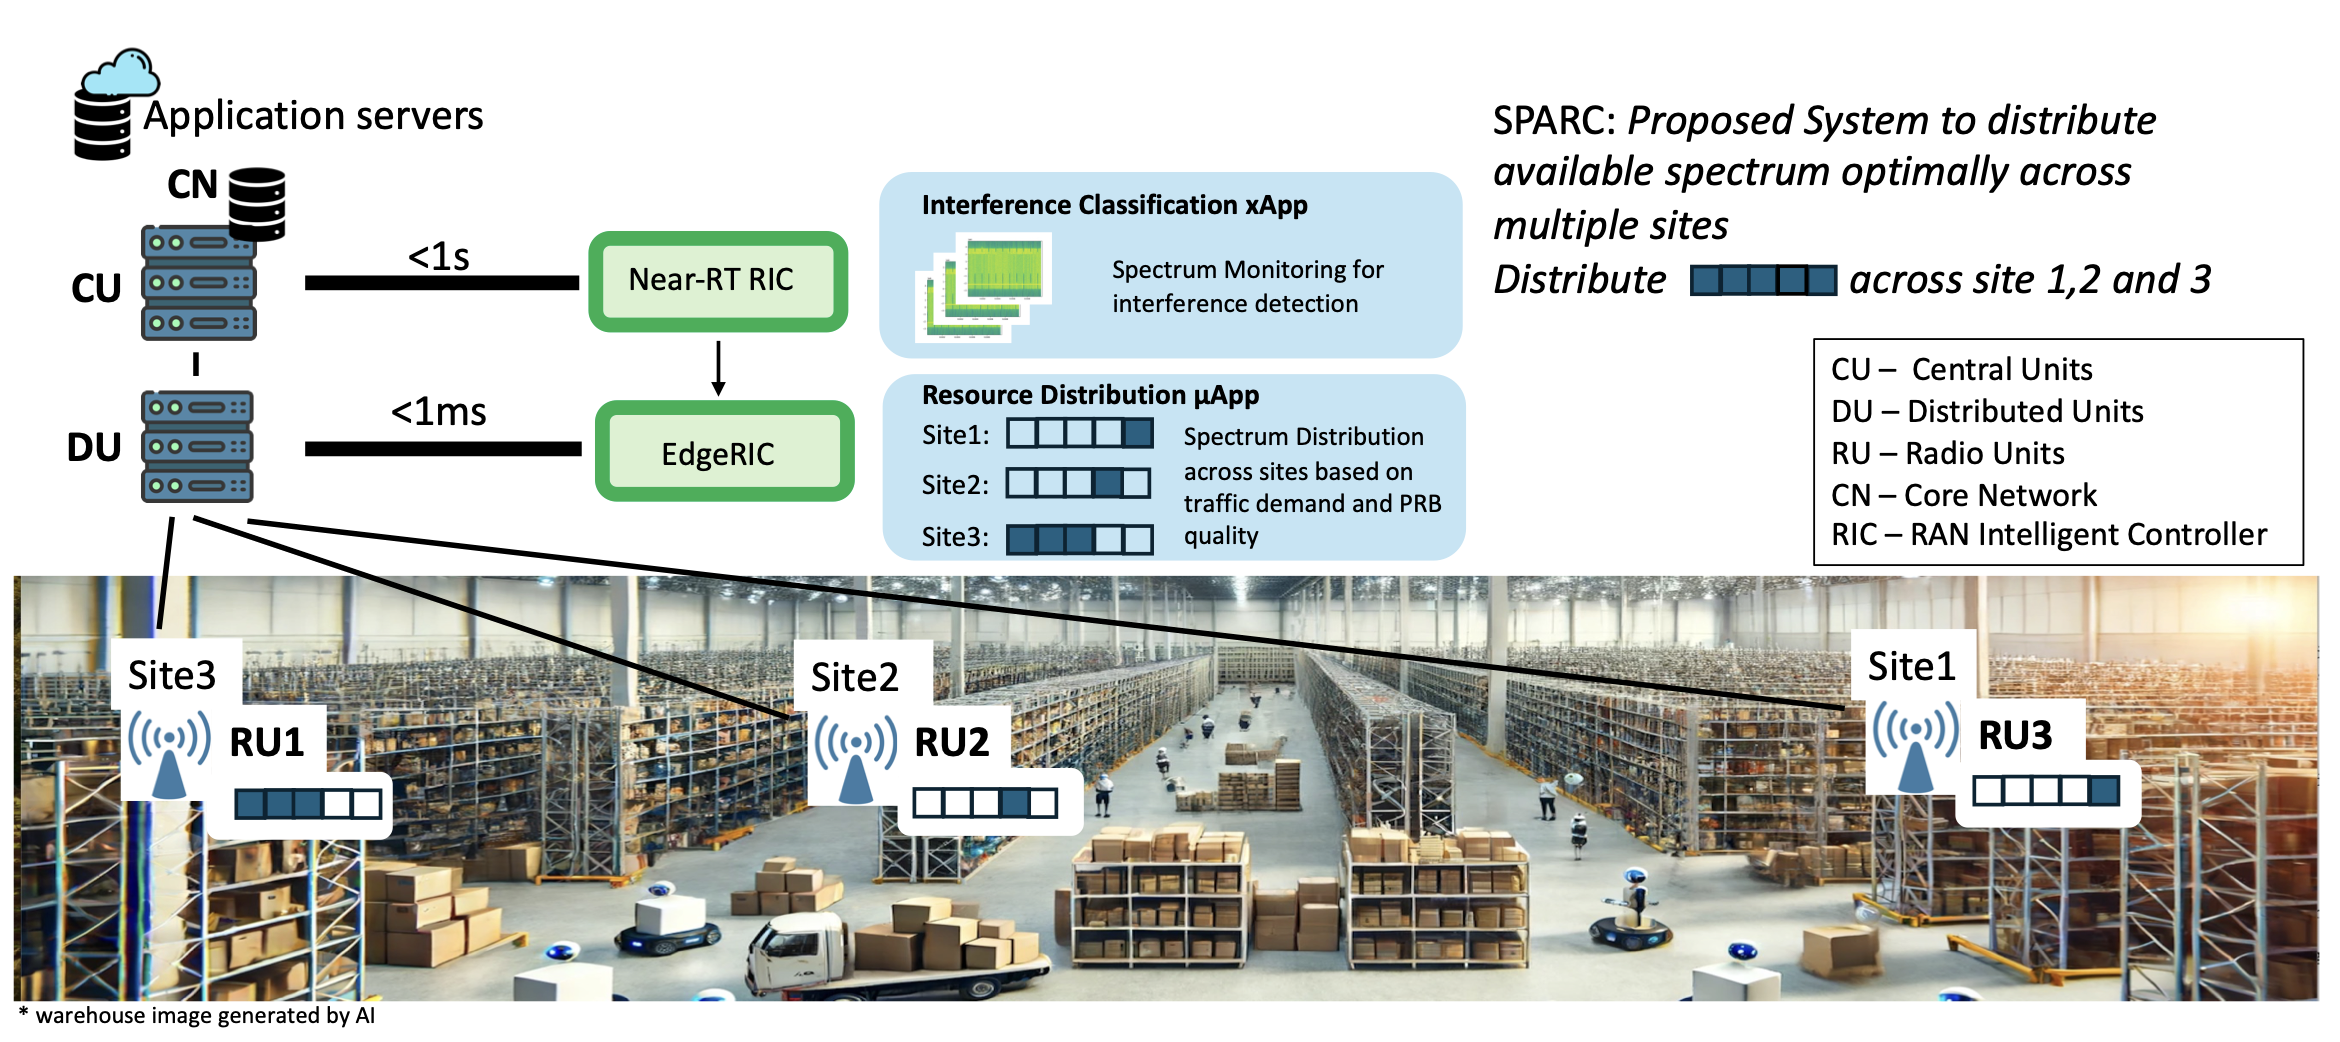 Application servers
CN
CU
<1s
Near-RT RIC
DU
<1ms
EdgeRIC
Interference Classification xApp
Spectrum Monitoring for
interference detection
Resource Distribution µApp
Site1:
Site2:
Site3:
Spectrum Distribution
across sites based on
traffic demand and PRB
quality
SPARC: Proposed System to distribute
available spectrum optimally across
multiple sites
Distribute across site 1,2 and 3
CU – Central Units
DU – Distributed Units
RU – Radio Units
CN – Core Network
RIC – RAN Intelligent Controller
Site3
RU1
Site2
RU2
Site1
RU3
* warehouse image generated by AI